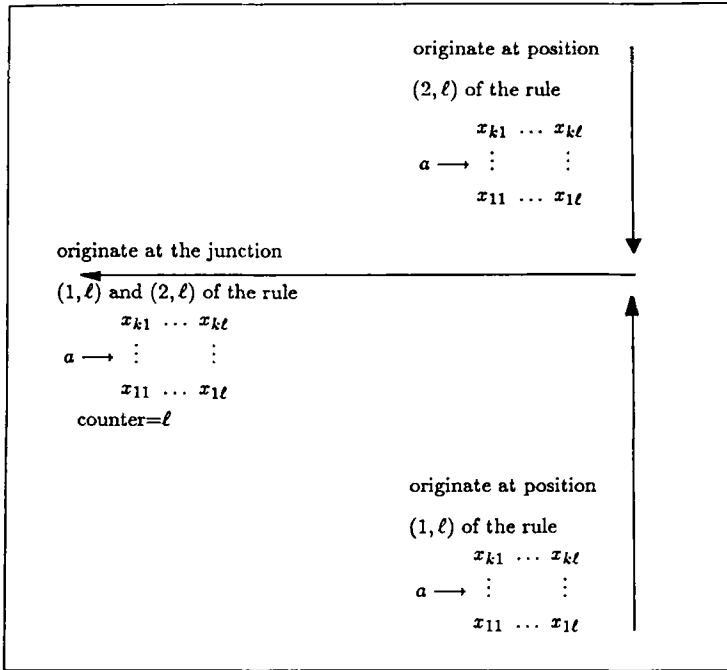 originate at position
(2, ℓ) of the rule
x_{k1} ... x_{kℓ}
a ⟶ ⋮ ⋮
x_{11} ... x_{1ℓ}
originate at the junction
(1, ℓ) and (2, ℓ) of the rule
x_{k1} ... x_{kℓ}
a ⟶ ⋮ ⋮
x_{11} ... x_{1ℓ}
counter=ℓ
originate at position
(1, ℓ) of the rule
x_{k1} ... x_{kℓ}
a ⟶ ⋮ ⋮
x_{11} ... x_{1ℓ}